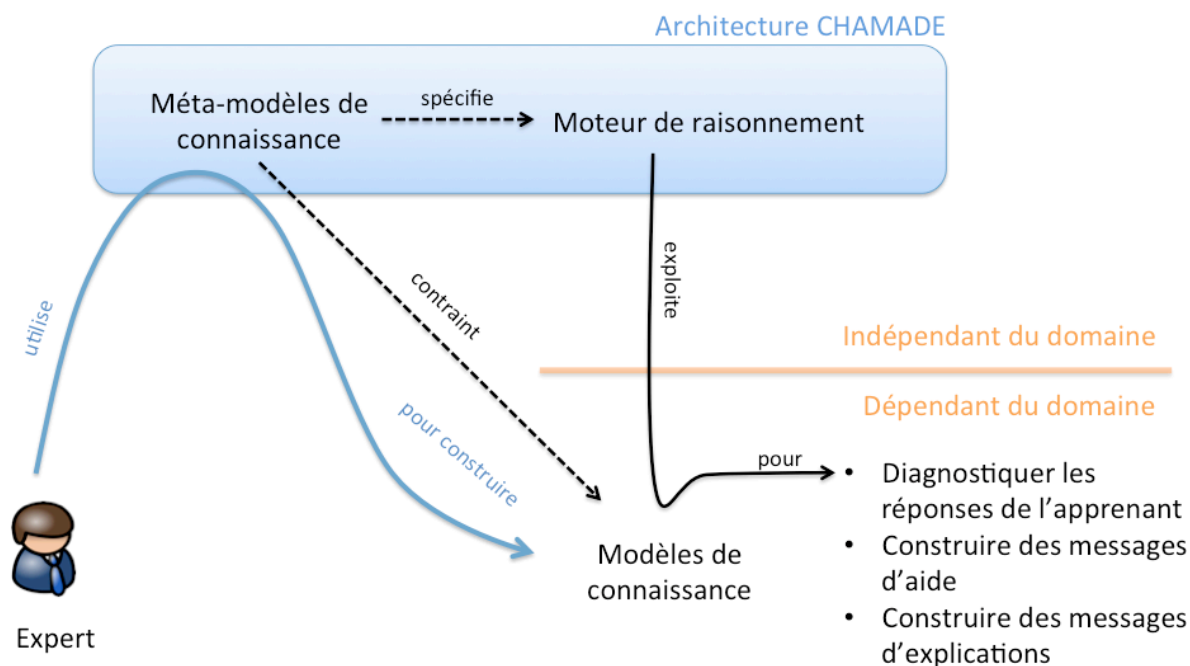 Architecture CHAMADE
Méta-modèles de
connaissance
spécifie
Moteur de raisonnement
utilise
contraint
exploite
pour construire
Indépendant du domaine
Dépendant du domaine
pour
• Diagnostiquer les
réponses de l'apprenant
• Construire des messages
d'aide
• Construire des messages
d'explications
Modèles de
connaissance
Expert